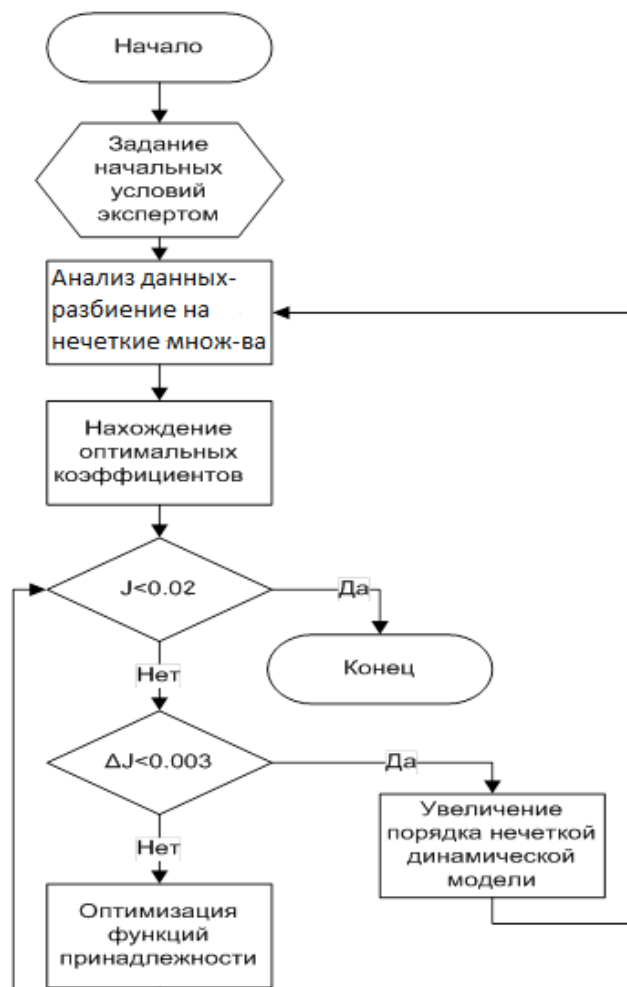 Начало
Задание
начальных
условий
экспертом
Анализ данных-
разбиение на
нечеткие множ-ва
Нахождение
оптимальных
коэффициентов
J<0.02
Да
Конец
Нет
ΔJ<0.003
Да
Увеличение
порядка нечеткой
динамической
модели
Нет
Оптимизация
функций
принадлежности